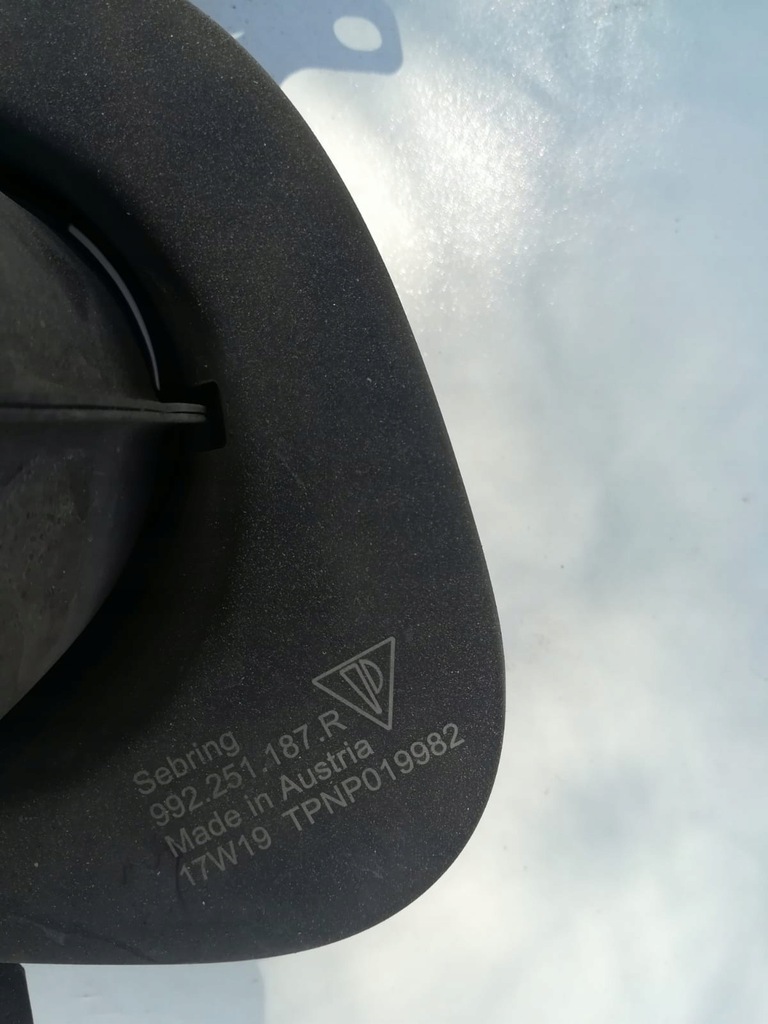 Sebring
992.251.187.R
Made in Austria
17W19 TPNP019982